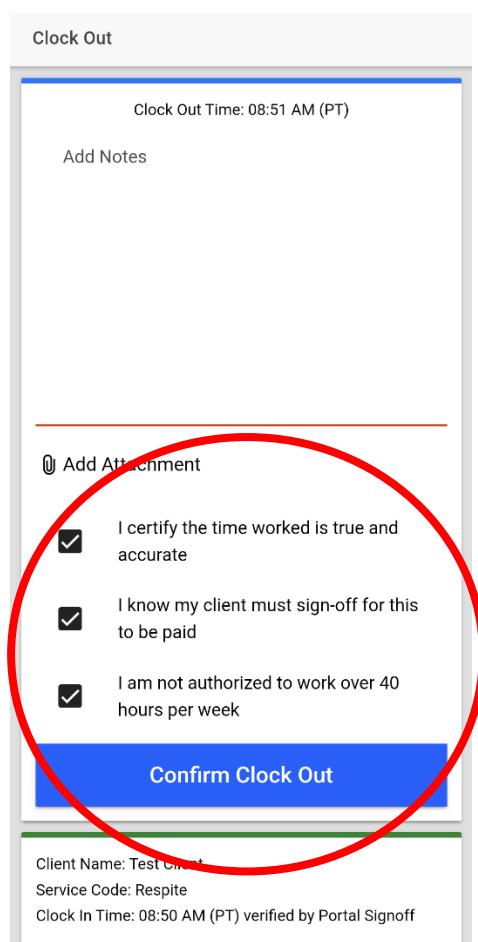 Clock Out
Clock Out Time: 08:51 AM (PT)
Add Notes
Add Attachment
I certify the time worked is true and
accurate
I know my client must sign-off for this
to be paid
I am not authorized to work over 40
hours per week
Confirm Clock Out
Client Name: Test Client
Service Code: Respite
Clock In Time: 08:50 AM (PT) verified by Portal Signoff